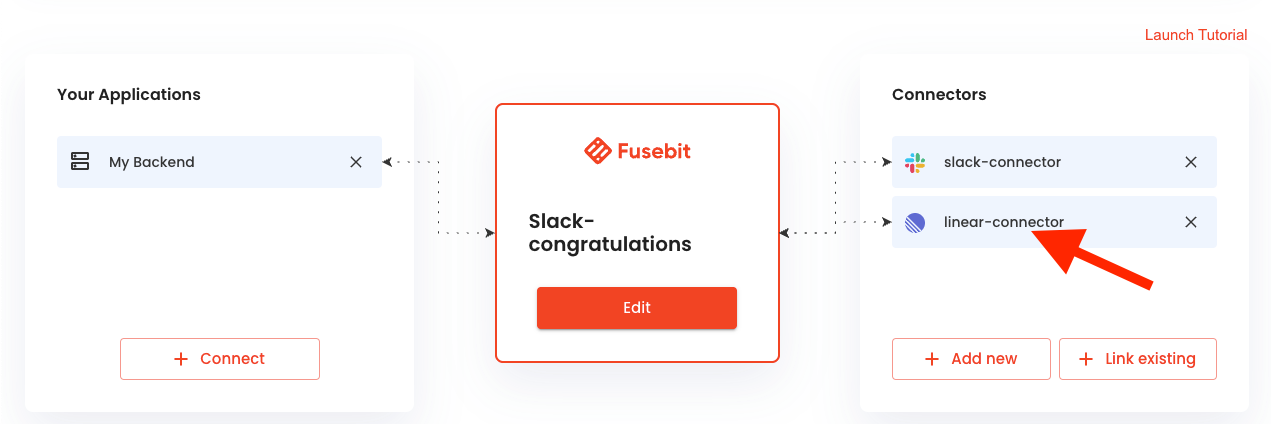 Launch Tutorial
Your Applications
My Backend
Connect
Fusebit
Slack-
congratulations
Edit
Connectors
slack-connector
linear-connector
Add new
Link existing